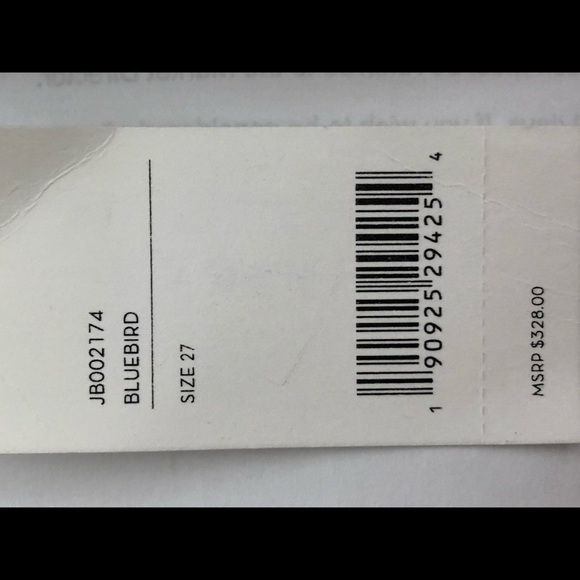 JB002174
BLUEBIRD
SIZE 27
1 90925 29425 4
MSRP $328.00